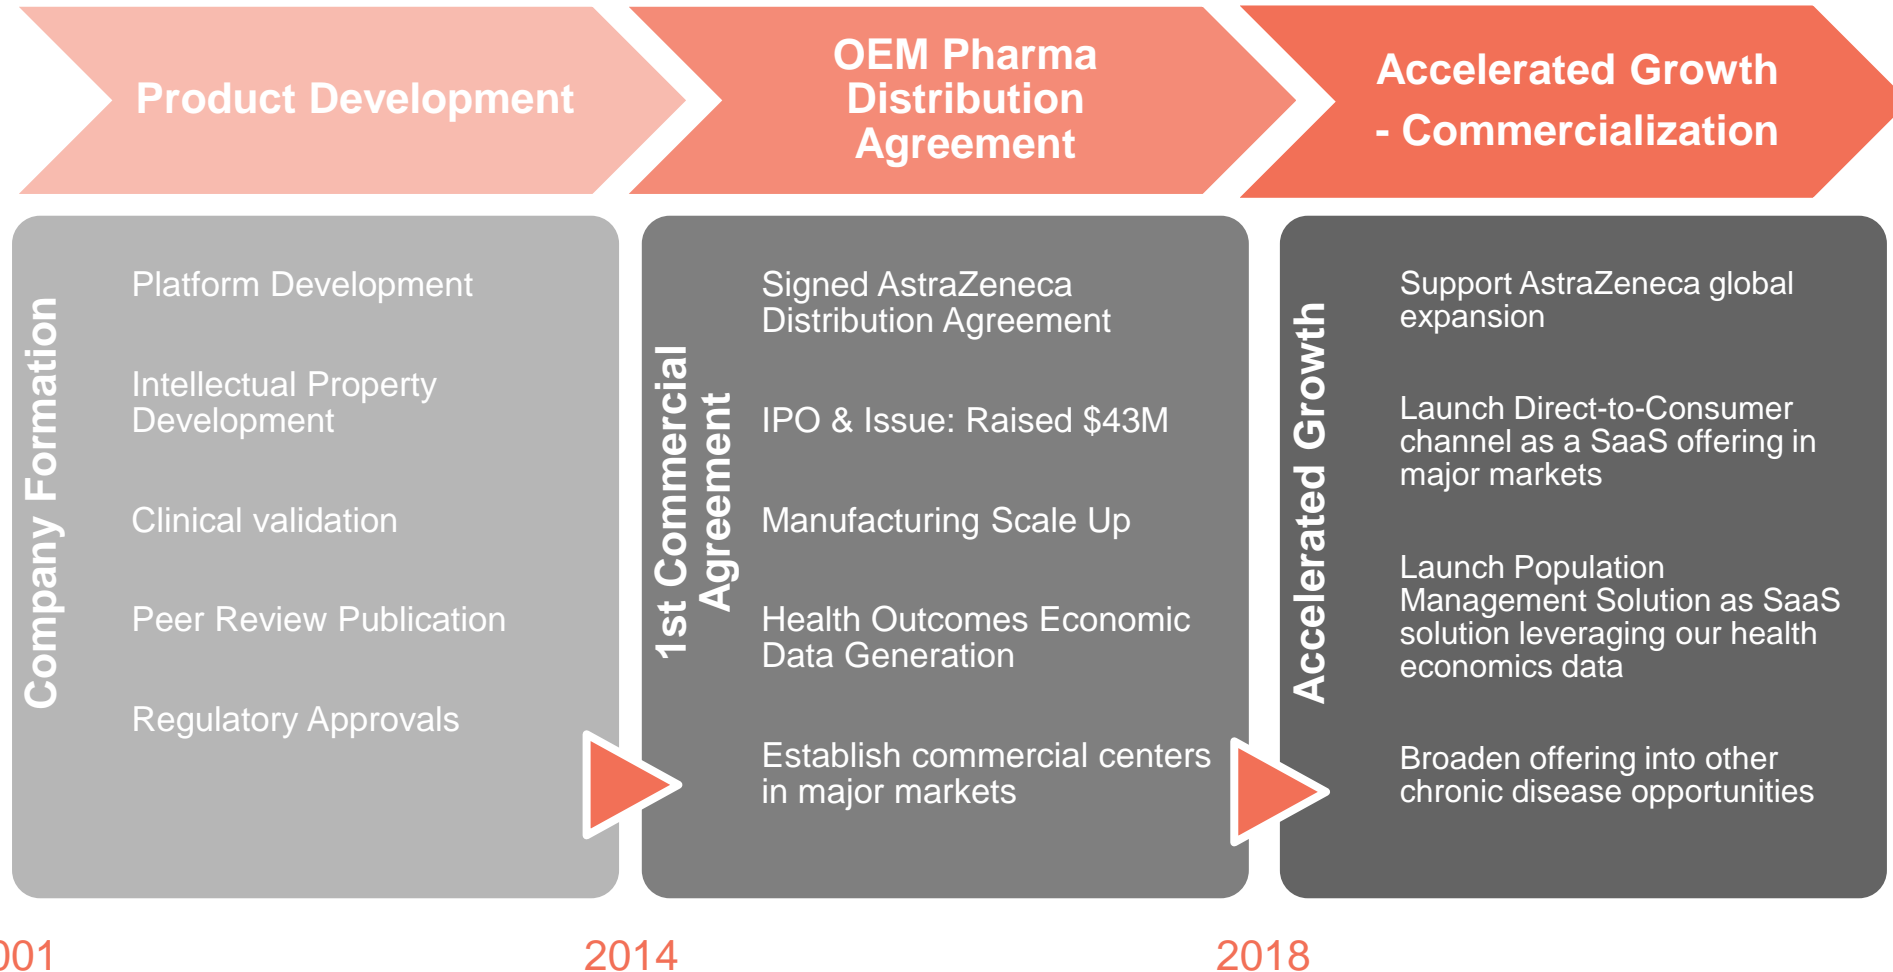 Product Development
OEM Pharma
Distribution
Agreement
Accelerated Growth
- Commercialization
Company Formation
Platform Development
Intellectual Property
Development
Clinical validation
Peer Review Publication
Regulatory Approvals
1st Commercial
Agreement
Signed AstraZeneca
Distribution Agreement
IPO & Issue: Raised $43M
Manufacturing Scale Up
Health Outcomes Economic
Data Generation
Establish commercial centers
in major markets
Accelerated Growth
Support AstraZeneca global
expansion
Launch Direct-to-Consumer
channel as a SaaS offering in
major markets
Launch Population
Management Solution as SaaS
solution leveraging our health
economics data
Broaden offering into other
chronic disease opportunities
001
2014
2018